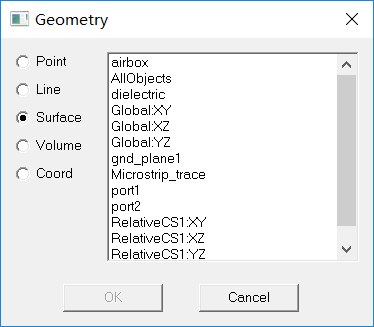 Geometry
Point
Line
Surface
Volume
Coord
airbox
AllObjects
dielectric
Global:XY
Global:XZ
Global:YZ
gnd_plane1
Microstrip_trace
port1
port2
RelativeCS1:XY
RelativeCS1:XZ
RelativeCS1:YZ
OK
Cancel